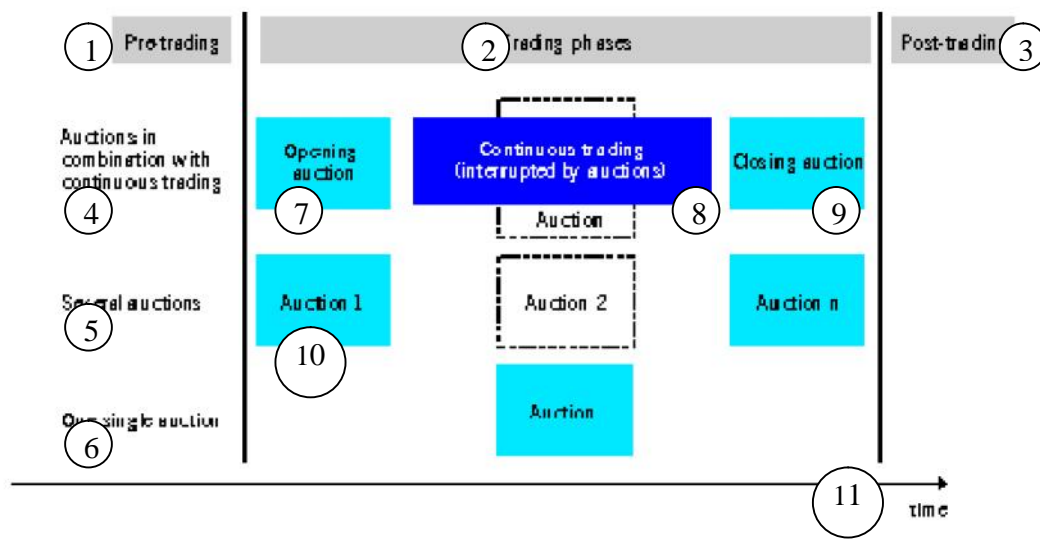 1 Pre-trading 2 Trading phases Post-trading 3
Auctions in
combination with
continuous trading
4
Opening
auction
7
Continuous trading
(interrupted by auctions)
8
Auction
Closing auction
9
Several auctions
5
Auction 1
10
Auction 2
Auction n
One single auction
6
Auction
11
time